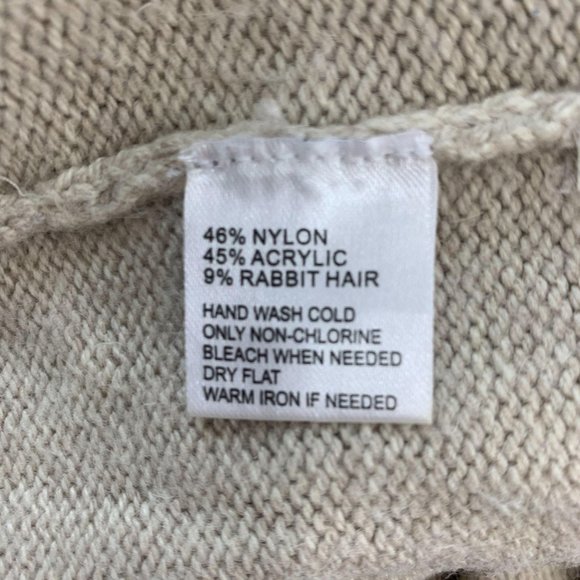 46% NYLON
45% ACRYLIC
9% RABBIT HAIR
HAND WASH COLD
ONLY NON-CHLORINE
BLEACH WHEN NEEDED
DRY FLAT
WARM IRON IF NEEDED